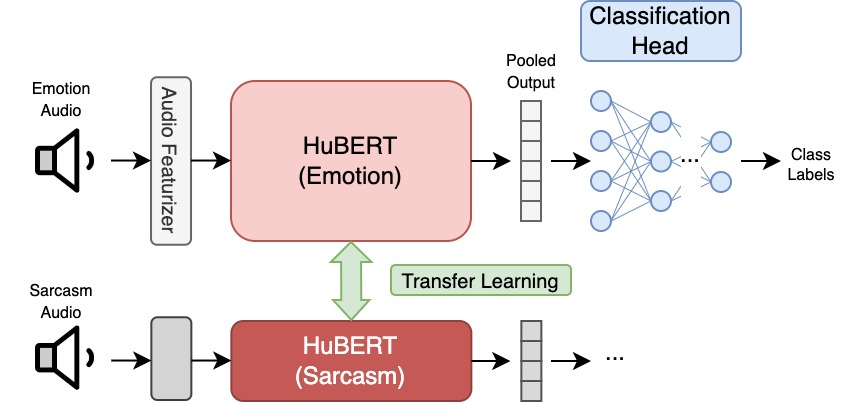 Classification
Head
Pooled
Output
Emotion
Audio
Audio Featurizer
HuBERT
(Emotion)
...
Class
Labels
Transfer Learning
Sarcasm
Audio
HuBERT
(Sarcasm)
...